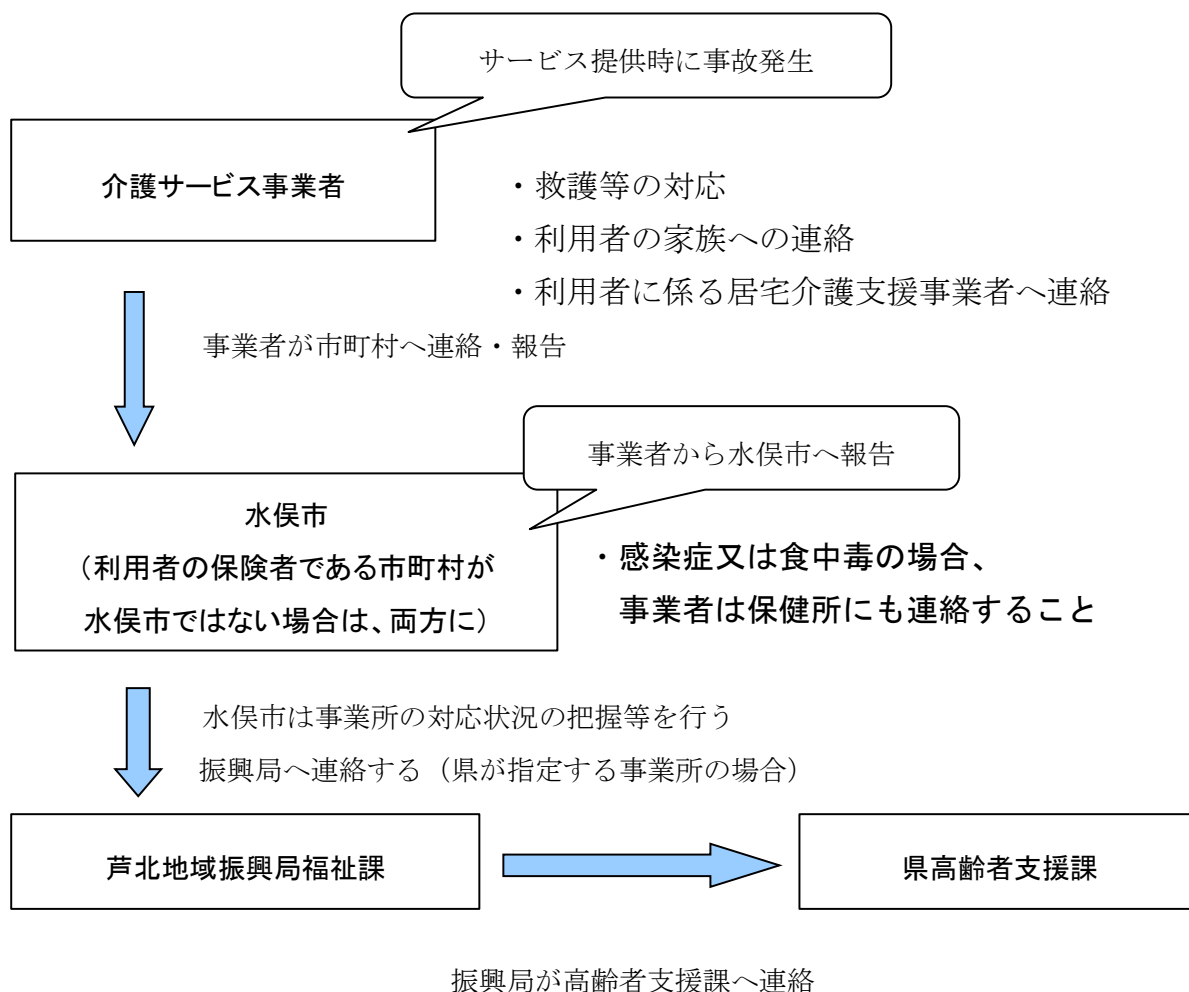 サービス提供時に事故発生
介護サービス事業者
・救護等の対応
・利用者の家族への連絡
・利用者に係る居宅介護支援事業者へ連絡
事業者が市町村へ連絡・報告
事業者から水俣市へ報告
水俣市
(利用者の保険者である市町村が
水俣市ではない場合は、両方に)
・感染症又は食中毒の場合、
事業者は保健所にも連絡すること
水俣市は事業所の対応状況の把握等を行う
振興局へ連絡する(県が指定する事業所の場合)
芦北地域振興局福祉課
県高齢者支援課
振興局が高齢者支援課へ連絡